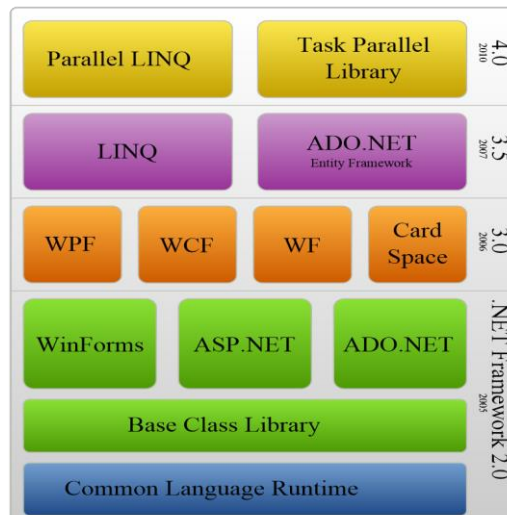 Parallel LINQ
Task Parallel
Library
4.0
2010
LINQ
ADO.NET
Entity Framework
3.5
2007
WPF
WCF
WF
Card
Space
3.0
2006
WinForms
ASP.NET
ADO.NET
Base Class Library
Common Language Runtime
.NET Framework 2.0
2005